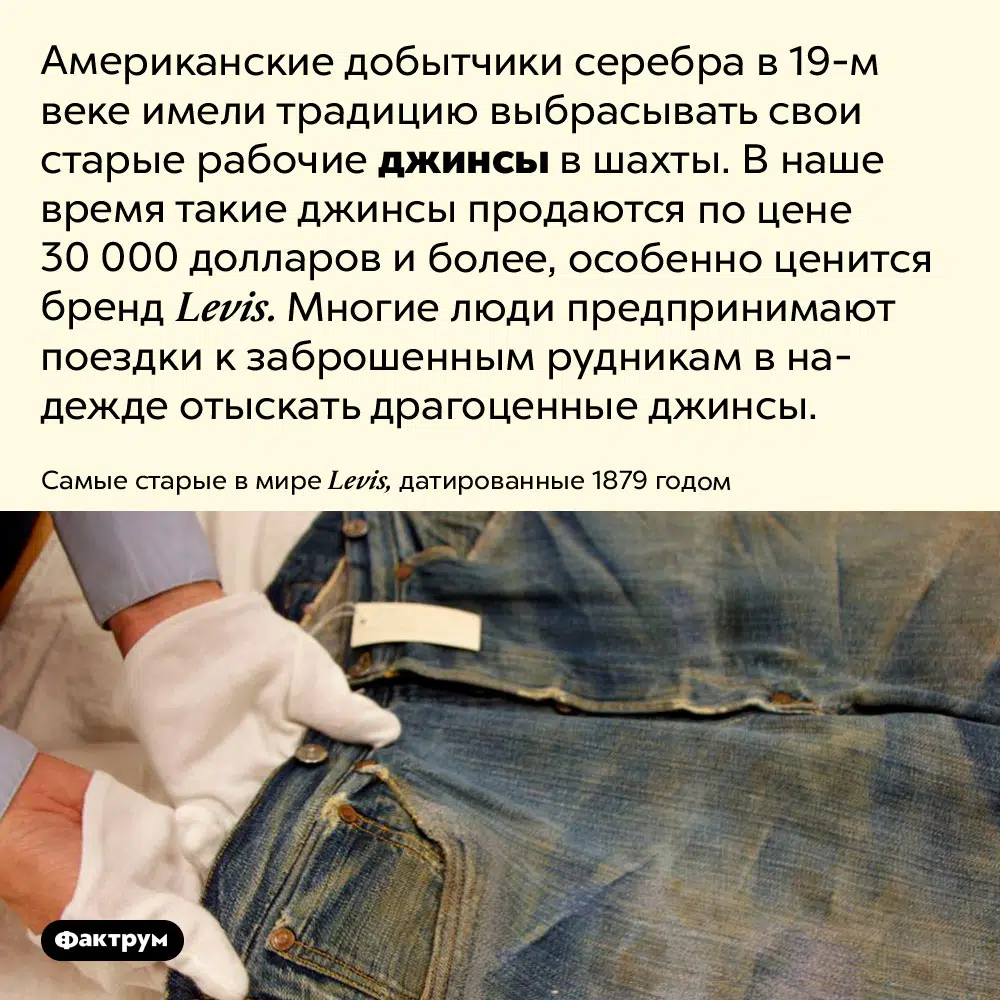 Американские добытчики серебра в 19-м
веке имели традицию выбрасывать свои
старые рабочие джинсы в шахты. В наше
время такие джинсы продаются по цене
30 000 долларов и более, особенно ценится
бренд Levis. Многие люди предпринимают
поездки к заброшенным рудникам в на-
дежде отыскать драгоценные джинсы.
Самые старые в мире Levis, датированные 1879 годом
Фактрум